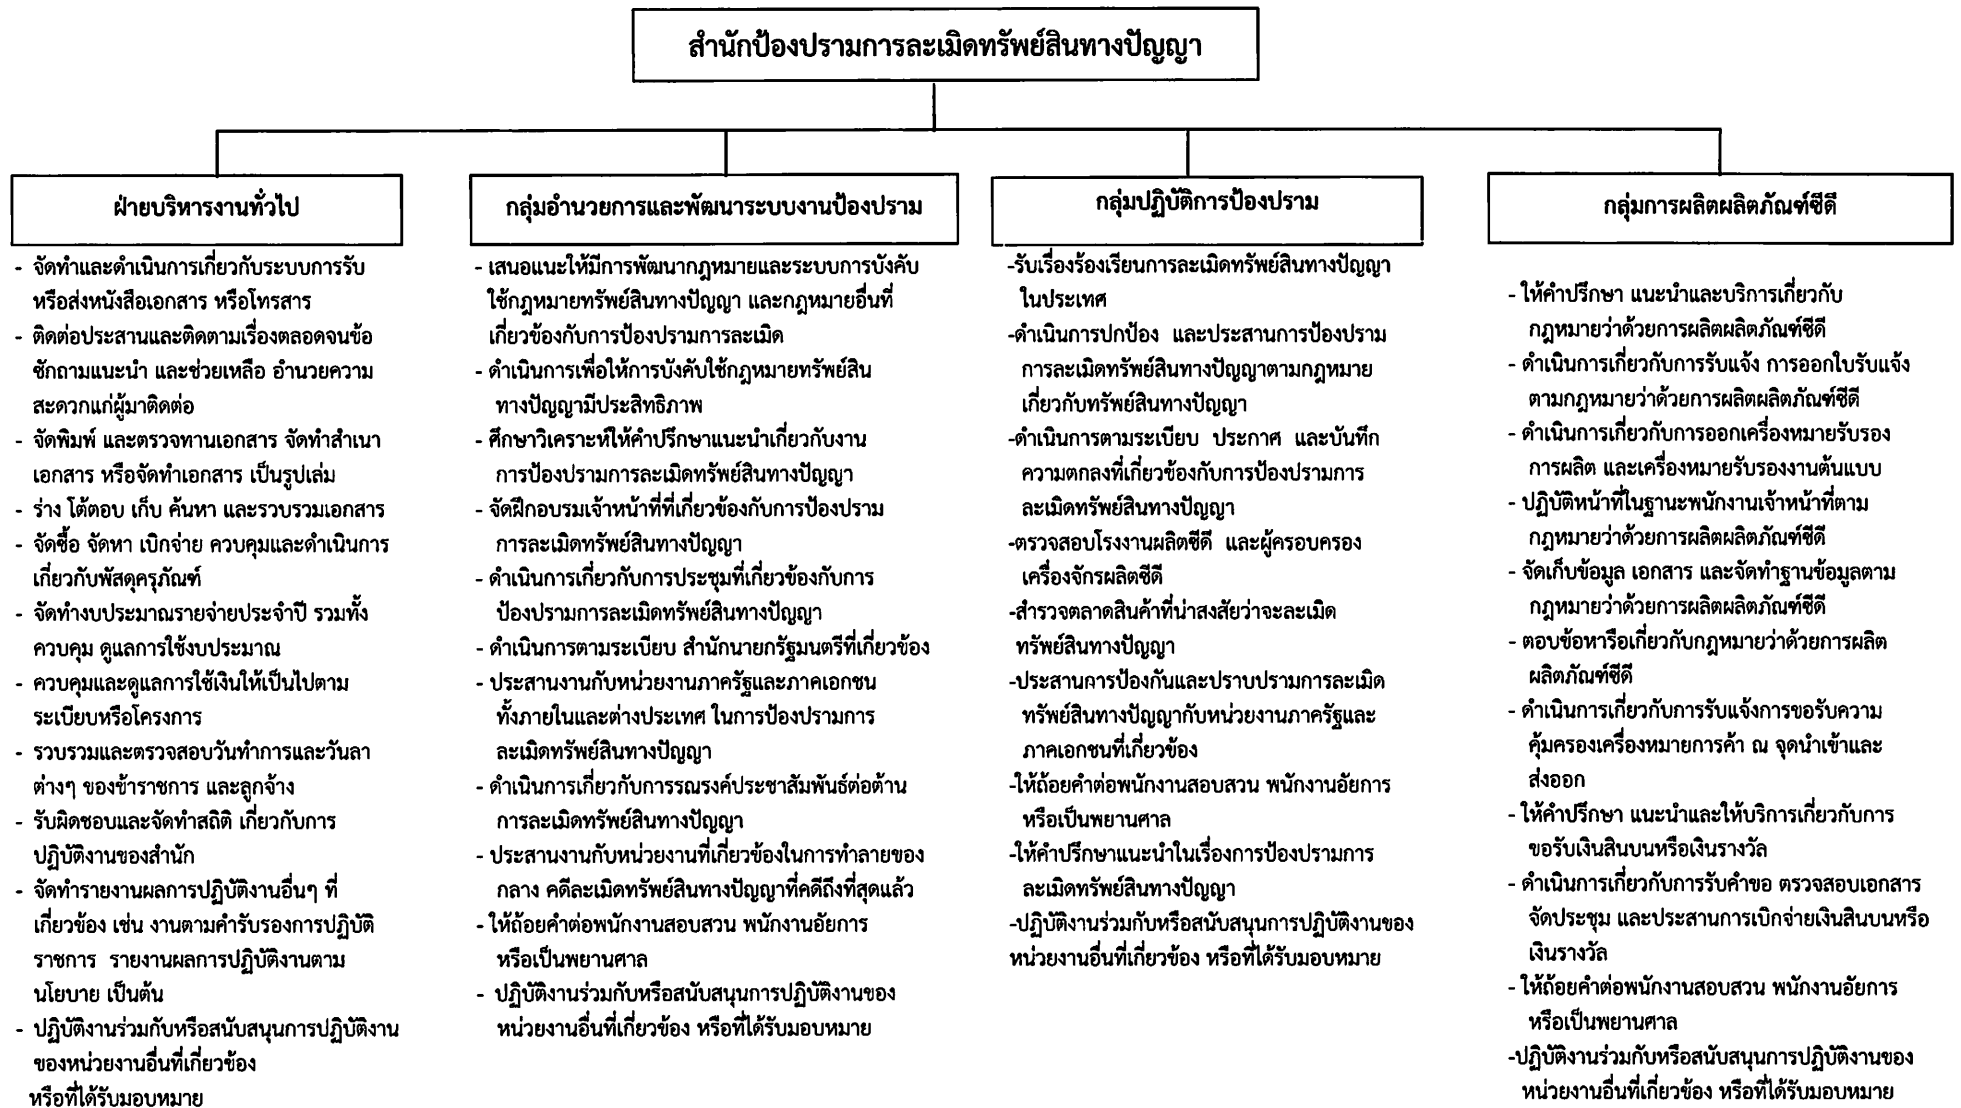 สำนักป้องปรามการละเมิดทรัพย์สินทางปัญญา
ฝ่ายบริหารงานทั่วไป
- จัดทำและดำเนินการเกี่ยวกับระบบการรับ
หรือส่งหนังสือเอกสาร หรือโทรสาร
- ติดต่อประสานและติดตามเรื่องตลอดจนข้อ
ซักถามแนะนำ และช่วยเหลือ อำนวยความ
สะดวกแก่ผู้มาติดต่อ
- จัดพิมพ์ และตรวจทานเอกสาร จัดทำสำเนา
เอกสาร หรือจัดทำเอกสาร เป็นรูปเล่ม
- ร่าง โต้ตอบ เก็บ ค้นหา และรวบรวมเอกสาร
- จัดซื้อ จัดหา เบิกจ่าย ควบคุมและดำเนินการ
เกี่ยวกับพัสดุครุภัณฑ์
- จัดทำงบประมาณรายจ่ายประจำปี รวมทั้ง
ควบคุม ดูแลการใช้งบประมาณ
- ควบคุมและดูแลการใช้เงินให้เป็นไปตาม
ระเบียบหรือโครงการ
- รวบรวมและตรวจสอบวันทำการและวันลา
ต่างๆ ของข้าราชการ และลูกจ้าง
- รับผิดชอบและจัดทำสถิติ เกี่ยวกับการ
ปฏิบัติงานของสำนัก
- จัดทำรายงานผลการปฏิบัติงานอื่นๆ ที่
เกี่ยวข้อง เช่น งานตามคำรับรองการปฏิบัติ
ราชการ รายงานผลการปฏิบัติงานตาม
นโยบาย เป็นต้น
- ปฏิบัติงานร่วมกับหรือสนับสนุนการปฏิบัติงาน
ของหน่วยงานอื่นที่เกี่ยวข้อง
หรือที่ได้รับมอบหมาย
กลุ่มอำนวยการและพัฒนาระบบงานป้องปราม
- เสนอแนะให้มีการพัฒนากฎหมายและระบบการบังคับ
ใช้กฎหมายทรัพย์สินทางปัญญา และกฎหมายอื่นที่
เกี่ยวข้องกับการป้องปรามการละเมิด
- ดำเนินการเพื่อให้การบังคับใช้กฎหมายทรัพย์สิน
ทางปัญญามีประสิทธิภาพ
- ศึกษาวิเคราะห์ให้คำปรึกษาแนะนำเกี่ยวกับงาน
การป้องปรามการละเมิดทรัพย์สินทางปัญญา
- จัดฝึกอบรมเจ้าหน้าที่ที่เกี่ยวข้องกับการป้องปราม
การละเมิดทรัพย์สินทางปัญญา
- ดำเนินการเกี่ยวกับการประชุมที่เกี่ยวข้องกับการ
ป้องปรามการละเมิดทรัพย์สินทางปัญญา
- ดำเนินการตามระเบียบ สำนักนายกรัฐมนตรีที่เกี่ยวข้อง
- ประสานงานกับหน่วยงานภาครัฐและภาคเอกชน
ทั้งภายในและต่างประเทศ ในการป้องปรามการ
ละเมิดทรัพย์สินทางปัญญา
- ดำเนินการเกี่ยวกับการรณรงค์ประชาสัมพันธ์ต่อต้าน
การละเมิดทรัพย์สินทางปัญญา
- ประสานงานกับหน่วยงานที่เกี่ยวข้องในการทำลายของ
กลาง คดีละเมิดทรัพย์สินทางปัญญาที่คดีถึงที่สุดแล้ว
- ให้ถ้อยคำต่อพนักงานสอบสวน พนักงานอัยการ
หรือเป็นพยานศาล
- ปฏิบัติงานร่วมกับหรือสนับสนุนการปฏิบัติงานของ
หน่วยงานอื่นที่เกี่ยวข้อง หรือที่ได้รับมอบหมาย
กลุ่มปฏิบัติการป้องปราม
-รับเรื่องร้องเรียนการละเมิดทรัพย์สินทางปัญญา
ในประเทศ
-ดำเนินการปกป้อง และประสานการป้องปราม
การละเมิดทรัพย์สินทางปัญญาตามกฎหมาย
เกี่ยวกับทรัพย์สินทางปัญญา
-ดำเนินการตามระเบียบ ประกาศ และบันทึก
ความตกลงที่เกี่ยวข้องกับการป้องปรามการ
ละเมิดทรัพย์สินทางปัญญา
-ตรวจสอบโรงงานผลิตซีดี และผู้ครอบครอง
เครื่องจักรผลิตซีดี
-สำรวจตลาดสินค้าที่น่าสงสัยว่าจะละเมิด
ทรัพย์สินทางปัญญา
-ประสานการป้องกันและปราบปรามการละเมิด
ทรัพย์สินทางปัญญากับหน่วยงานภาครัฐและ
ภาคเอกชนที่เกี่ยวข้อง
-ให้ถ้อยคำต่อพนักงานสอบสวน พนักงานอัยการ
หรือเป็นพยานศาล
-ให้คำปรึกษาแนะนำในเรื่องการป้องปรามการ
ละเมิดทรัพย์สินทางปัญญา
-ปฏิบัติงานร่วมกับหรือสนับสนุนการปฏิบัติงานของ
หน่วยงานอื่นที่เกี่ยวข้อง หรือที่ได้รับมอบหมาย
กลุ่มการผลิตผลิตภัณฑ์ซีดี
- ให้คำปรึกษา แนะนำและบริการเกี่ยวกับ
กฎหมายว่าด้วยการผลิตผลิตภัณฑ์ซีดี
- ดำเนินการเกี่ยวกับการรับแจ้ง การออกใบรับแจ้ง
ตามกฎหมายว่าด้วยการผลิตผลิตภัณฑ์ซีดี
- ดำเนินการเกี่ยวกับการออกเครื่องหมายรับรอง
การผลิต และเครื่องหมายรับรองงานต้นแบบ
- ปฏิบัติหน้าที่ในฐานะพนักงานเจ้าหน้าที่ตาม
กฎหมายว่าด้วยการผลิตผลิตภัณฑ์ซีดี
- จัดเก็บข้อมูล เอกสาร และจัดทำฐานข้อมูลตาม
กฎหมายว่าด้วยการผลิตผลิตภัณฑ์ซีดี
- ตอบข้อหารือเกี่ยวกับกฎหมายว่าด้วยการผลิต
ผลิตภัณฑ์ซีดี
- ดำเนินการเกี่ยวกับการรับแจ้งการขอรับความ
คุ้มครองเครื่องหมายการค้า ณ จุดนำเข้าและ
ส่งออก
- ให้คำปรึกษา แนะนำและให้บริการเกี่ยวกับการ
ขอรับเงินสินบนหรือเงินรางวัล
- ดำเนินการเกี่ยวกับการรับคำขอ ตรวจสอบเอกสาร
จัดประชุม และประสานการเบิกจ่ายเงินสินบนหรือ
เงินรางวัล
- ให้ถ้อยคำต่อพนักงานสอบสวน พนักงานอัยการ
หรือเป็นพยานศาล
-ปฏิบัติงานร่วมกับหรือสนับสนุนการปฏิบัติงานของ
หน่วยงานอื่นที่เกี่ยวข้อง หรือที่ได้รับมอบหมาย